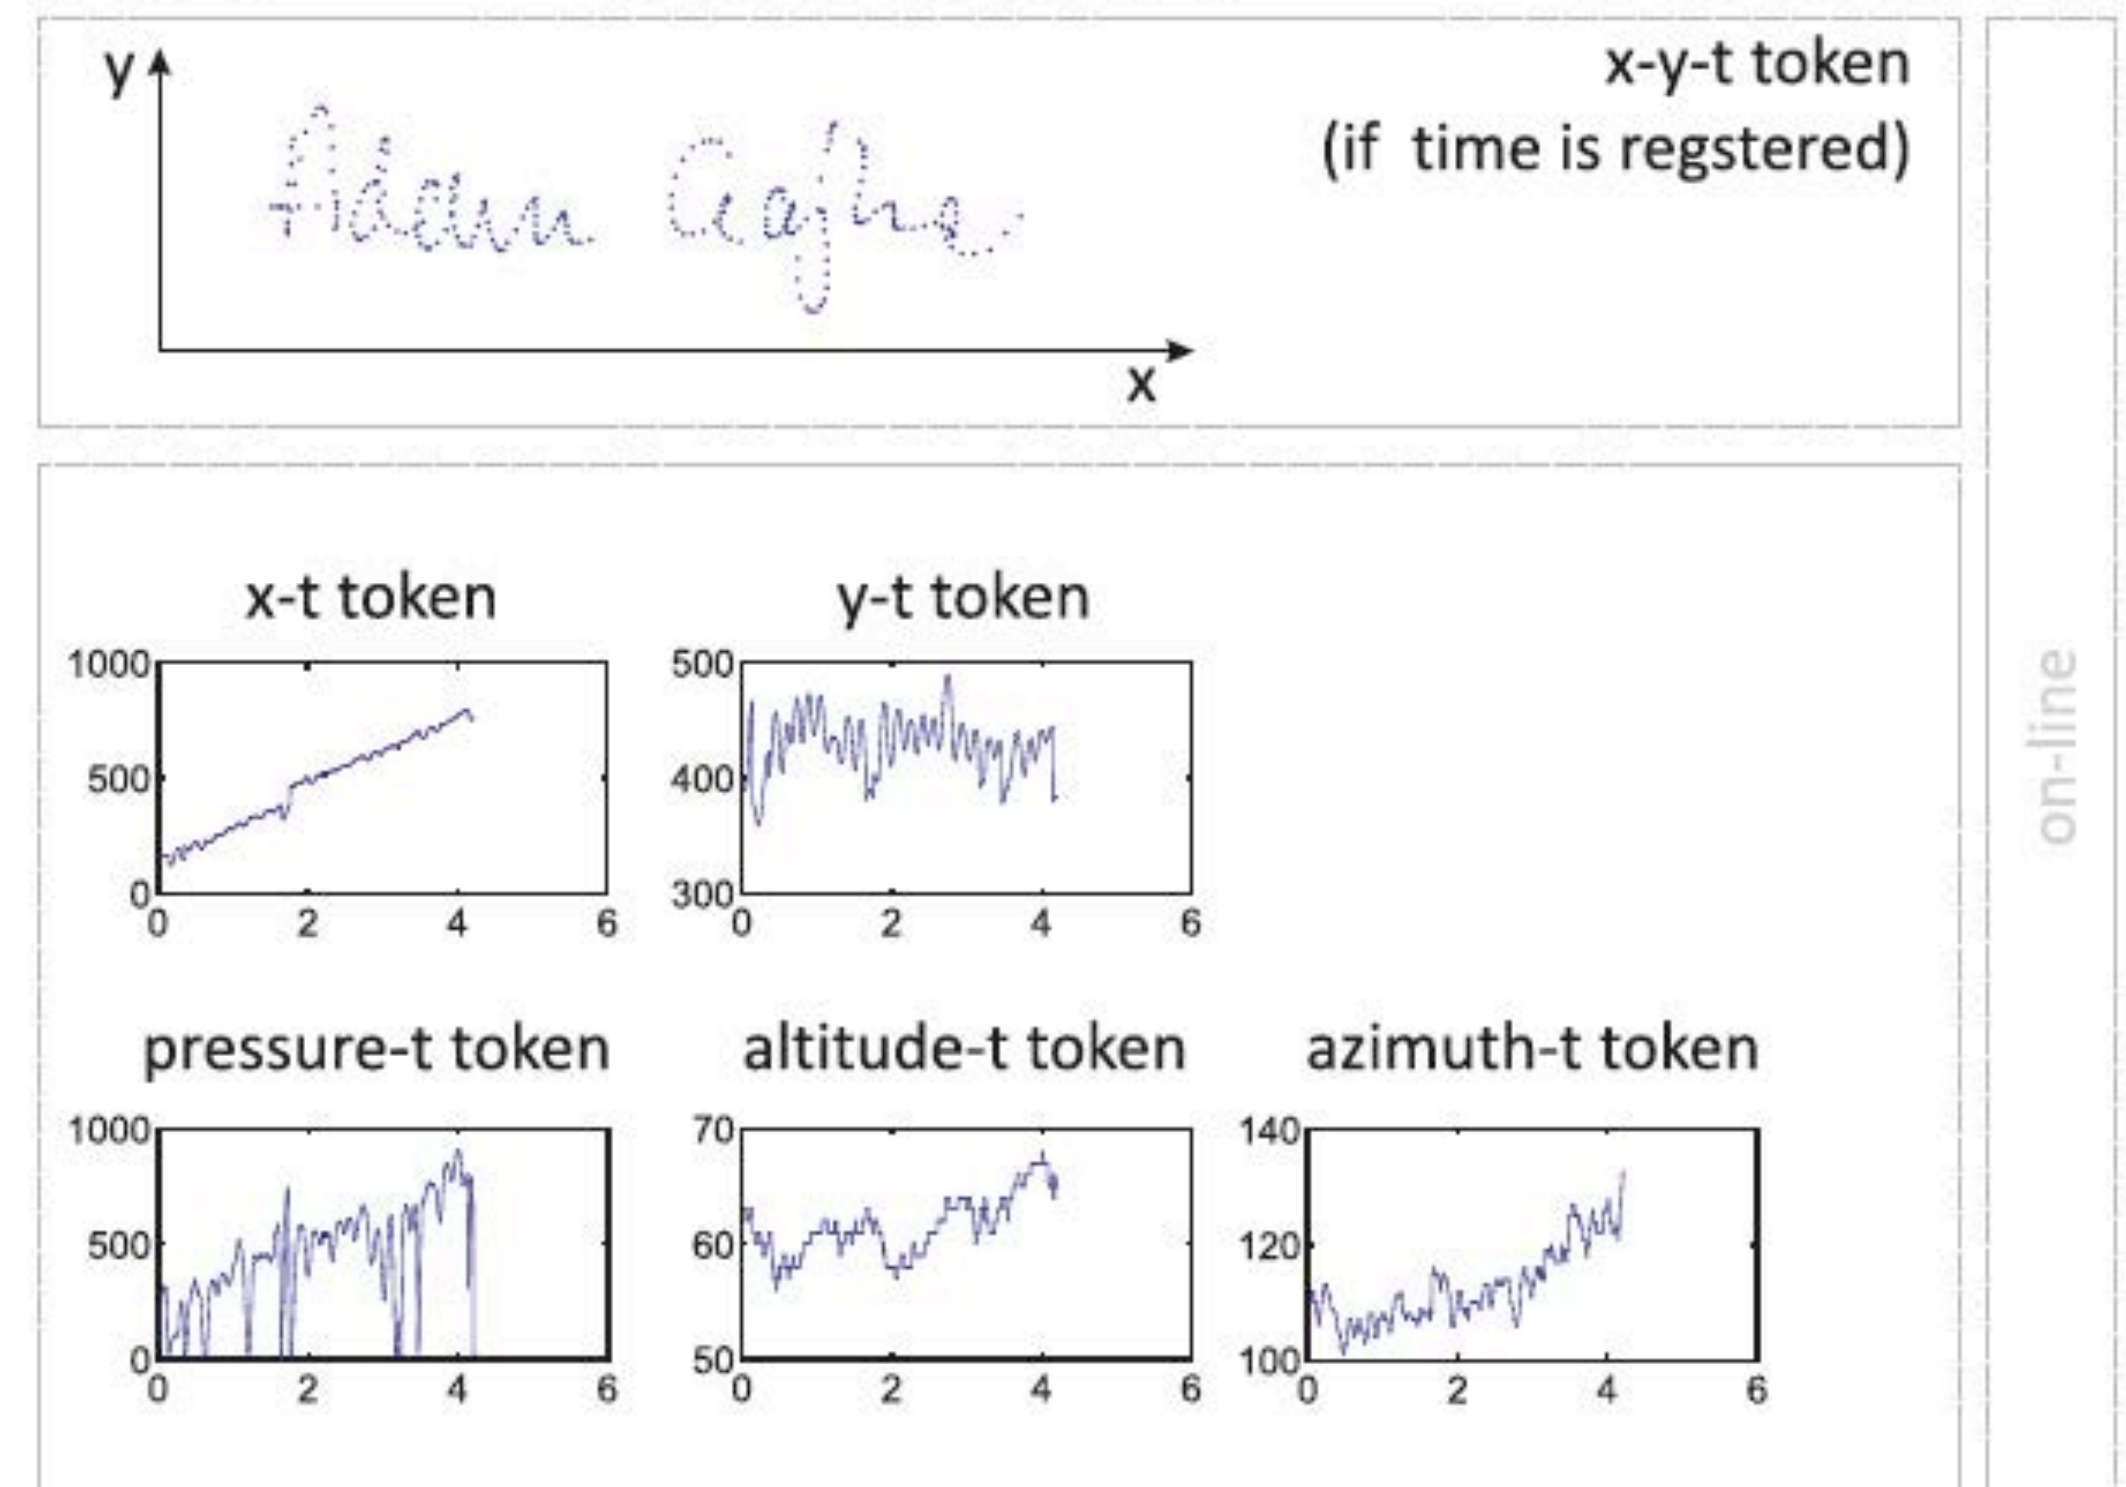 y
x-y-t token
(if time is regstered)
Adam
x
x-t token
y-t token
1000
500
0
0 2 4 6
500
400
300
0 2 4 6
on-line
pressure-t token
altitude-t token
azimuth-t token
1000
500
0
0 2 4 6
70
60
50
0 2 4 6
140
120
100
0 2 4 6